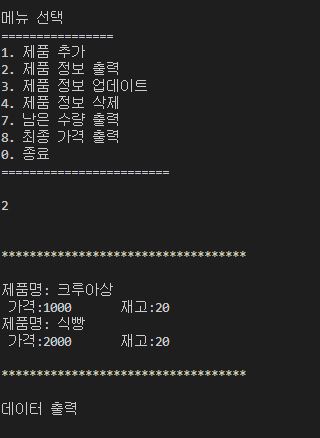 메뉴 선택
================
1. 제품 추가
2. 제품 정보 출력
3. 제품 정보 업데이트
4. 제품 정보 삭제
7. 남은 수량 출력
8. 최종 가격 출력
0. 종료
========================
2
***********************************
제품명: 크루아상
가격:1000 재고:20
제품명: 식빵
가격:2000 재고:20
***********************************
데이터 출력